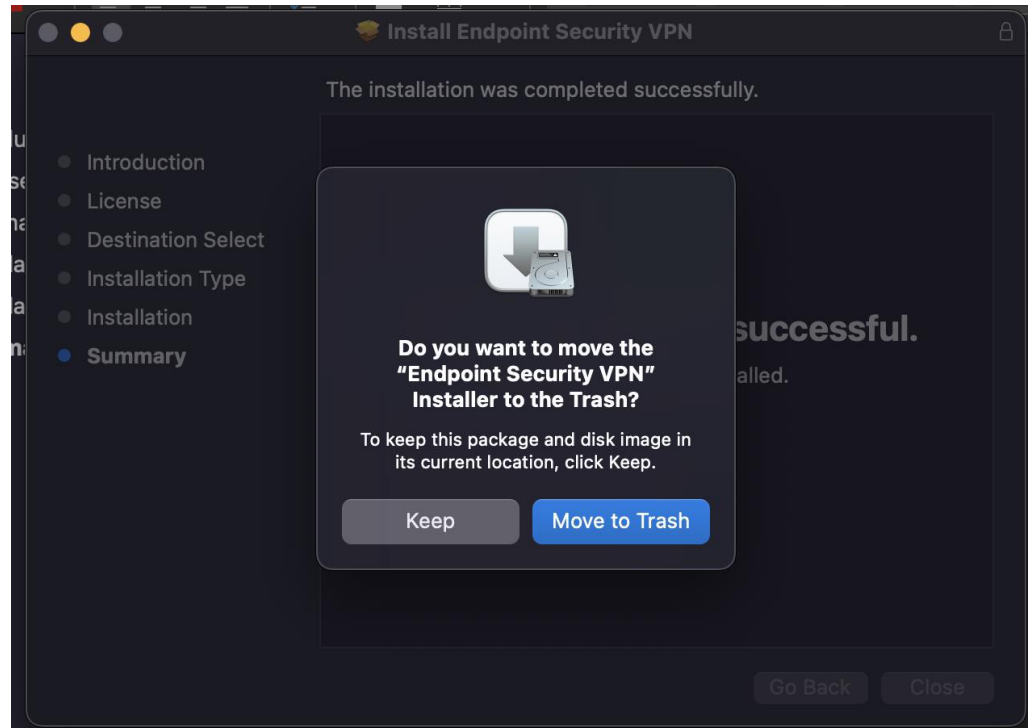 Install Endpoint Security VPN
The installation was completed successfully.
Introduction
License
Destination Select
Installation Type
Installation
Summary
successful.
alled.
Do you want to move the
“Endpoint Security VPN”
Installer to the Trash?
To keep this package and disk image in
its current location, click Keep.
Keep
Move to Trash
Go Back
Close